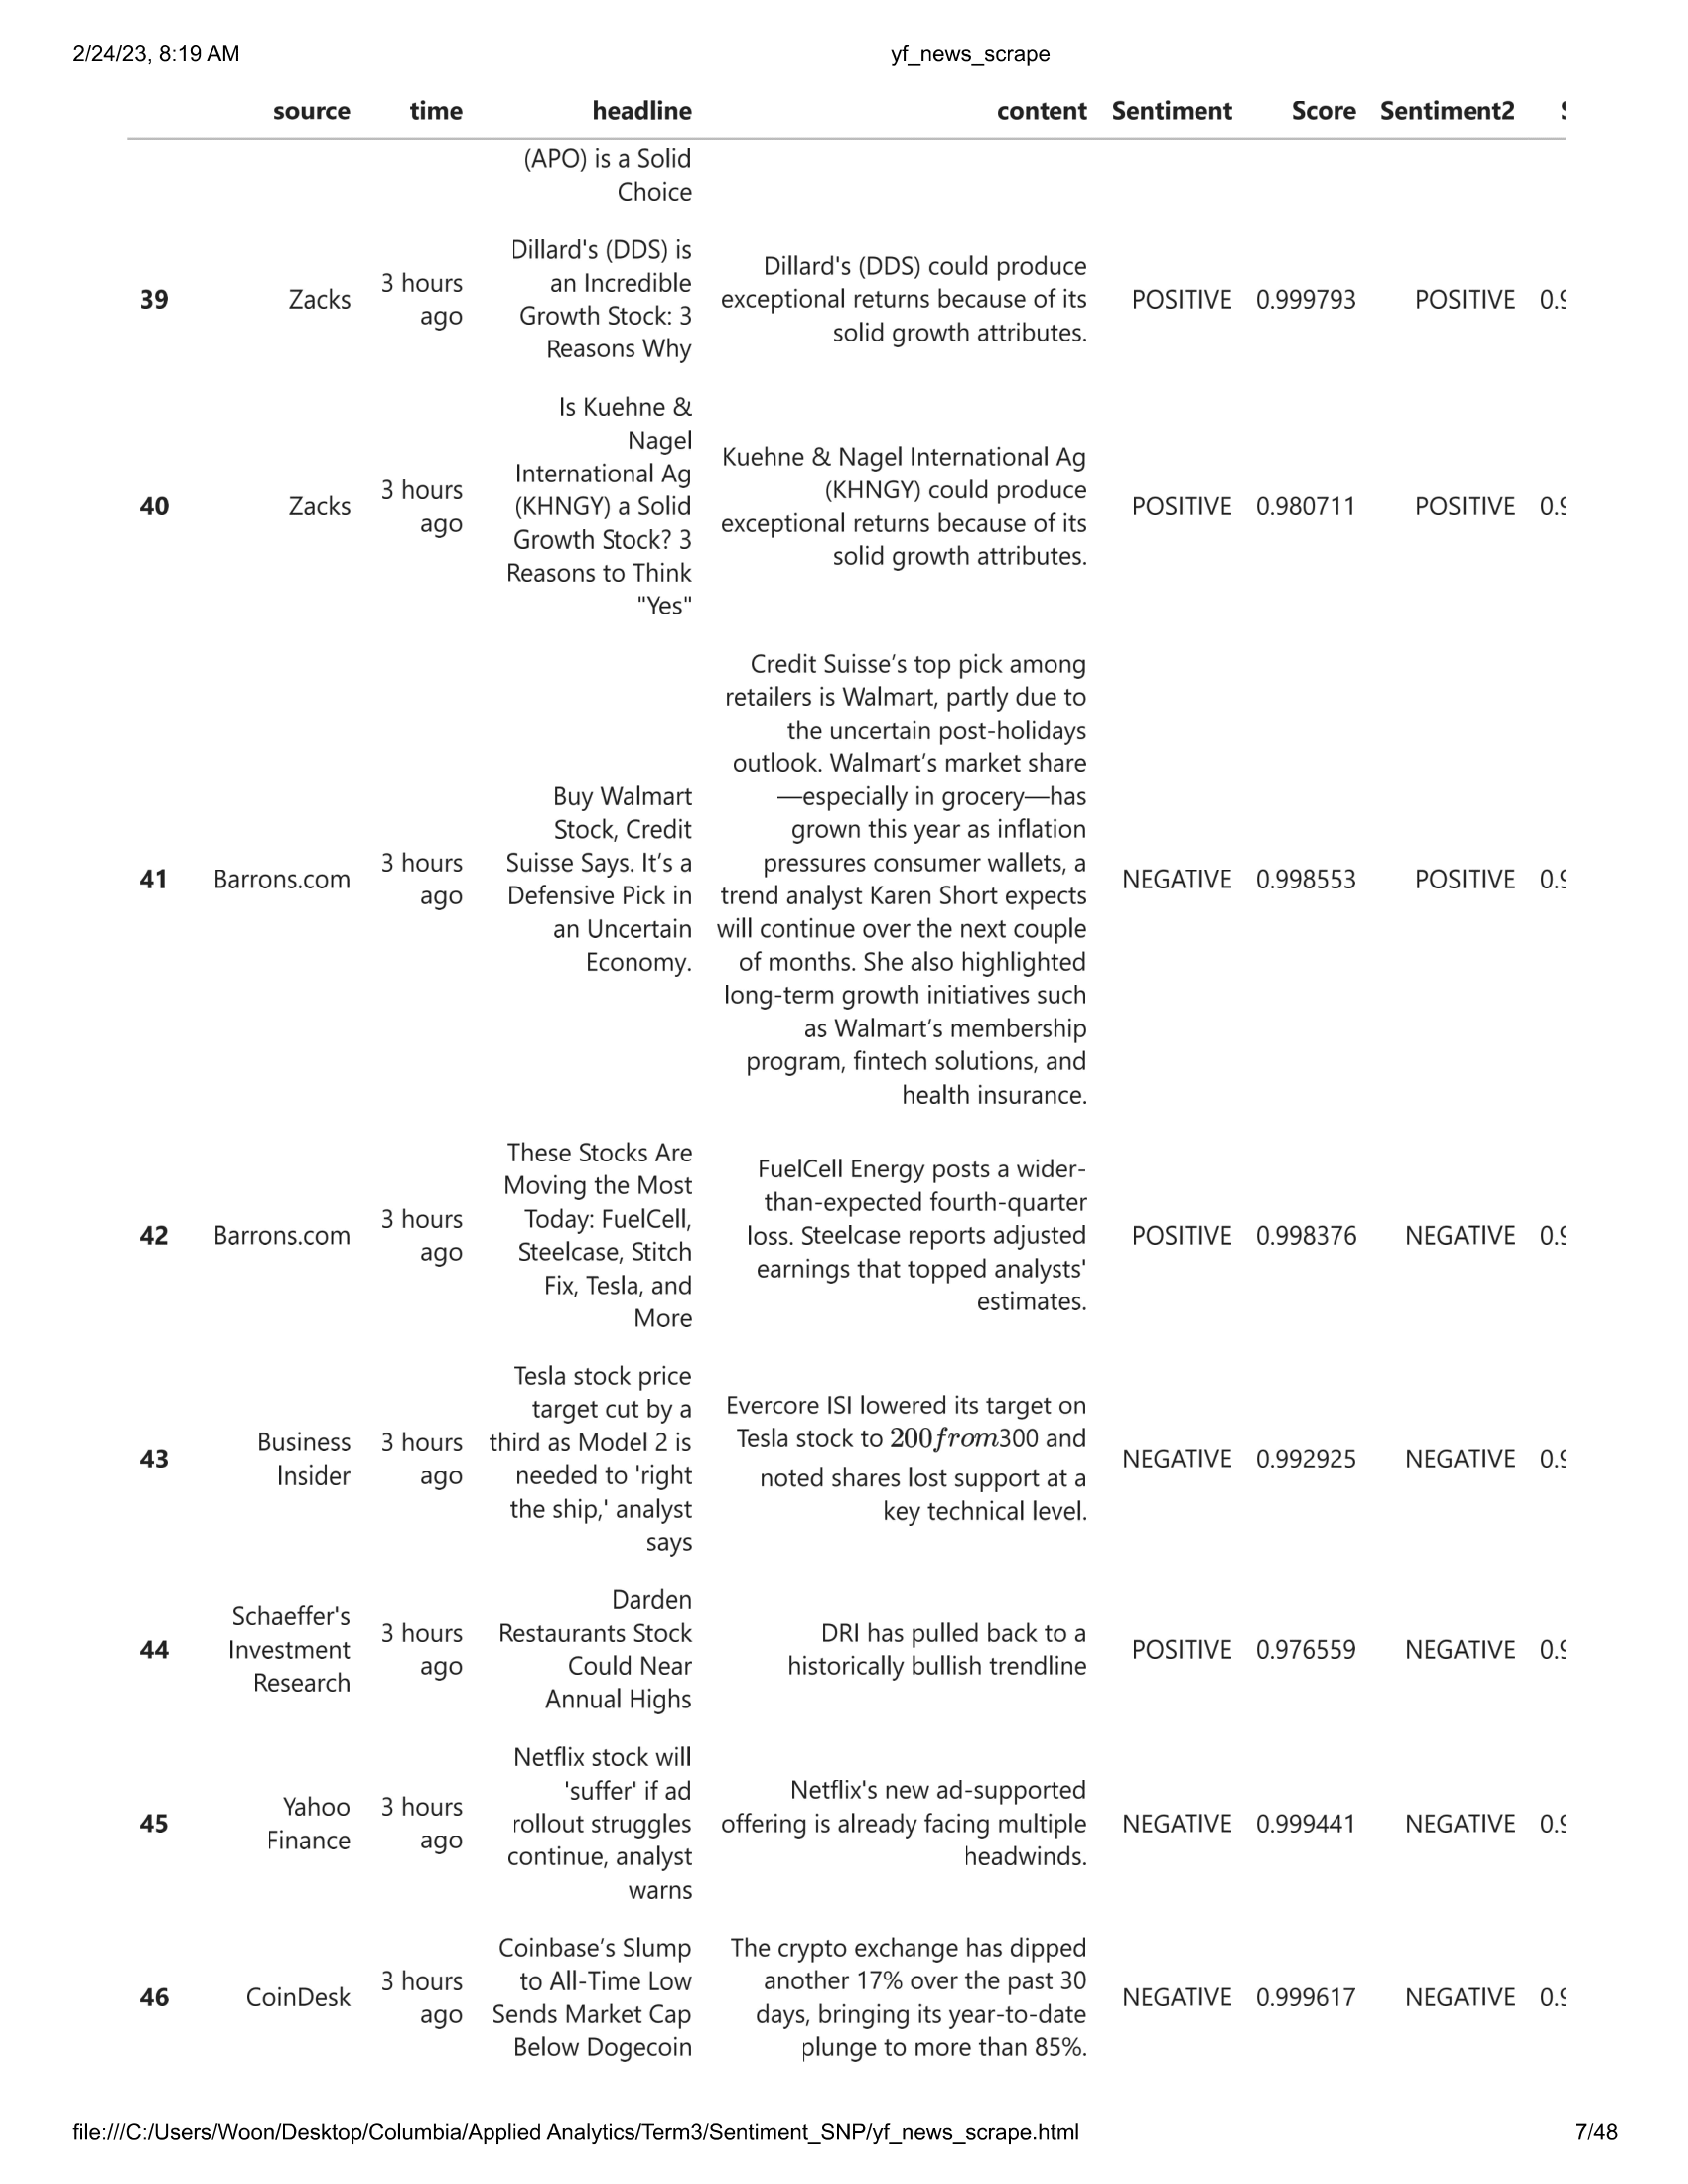 2/24/23, 8:19 AM
yf_news_scrape
source time headline content Sentiment Score Sentiment2
(APO) is a Solid
Choice
39
Zacks
3 hours
ago
Dillard's (DDS) is
an Incredible
Growth Stock: 3
Reasons Why
Dillard's (DDS) could produce
exceptional returns because of its
solid growth attributes.
POSITIVE 0.999793 POSITIVE 0.9
40
Zacks
3 hours
ago
Is Kuehne &
Nagel
International Ag
(KHNGY) a Solid
Growth Stock? 3
Reasons to Think
"Yes"
Kuehne & Nagel International Ag
(KHNGY) could produce
exceptional returns because of its
solid growth attributes.
POSITIVE 0.980711 POSITIVE 0.9
41
Barrons.com
3 hours
ago
Buy Walmart
Stock, Credit
Suisse Says. It’s a
Defensive Pick in
an Uncertain
Economy.
Credit Suisse’s top pick among
retailers is Walmart, partly due to
the uncertain post-holidays
outlook. Walmart’s market share
—especially in grocery—has
grown this year as inflation
pressures consumer wallets, a
trend analyst Karen Short expects
will continue over the next couple
of months. She also highlighted
long-term growth initiatives such
as Walmart’s membership
program, fintech solutions, and
health insurance.
NEGATIVE 0.998553 POSITIVE 0.9
42
Barrons.com
3 hours
ago
These Stocks Are
Moving the Most
Today: FuelCell,
Steelcase, Stitch
Fix, Tesla, and
More
FuelCell Energy posts a wider-
than-expected fourth-quarter
loss. Steelcase reports adjusted
earnings that topped analysts'
estimates.
POSITIVE 0.998376 NEGATIVE 0.9
43
Business
Insider
3 hours
ago
Tesla stock price
target cut by a
third as Model 2 is
needed to 'right
the ship,' analyst
says
Evercore ISI lowered its target on
Tesla stock to 200from300 and
noted shares lost support at a
key technical level.
NEGATIVE 0.992925 NEGATIVE 0.9
44
Schaeffer's
Investment
Research
3 hours
ago
Darden
Restaurants Stock
Could Near
Annual Highs
DRI has pulled back to a
historically bullish trendline
POSITIVE 0.976559 NEGATIVE 0.9
45
Yahoo
Finance
3 hours
ago
Netflix stock will
'suffer' if ad
rollout struggles
continue, analyst
warns
Netflix's new ad-supported
offering is already facing multiple
headwinds.
NEGATIVE 0.999441 NEGATIVE 0.9
46
CoinDesk
3 hours
ago
Coinbase’s Slump
to All-Time Low
Sends Market Cap
Below Dogecoin
The crypto exchange has dipped
another 17% over the past 30
days, bringing its year-to-date
plunge to more than 85%.
NEGATIVE 0.999617 NEGATIVE 0.9
file:///C:/Users/Woon/Desktop/Columbia/Applied Analytics/Term3/Sentiment_SNP/yf_news_scrape.html
7/48